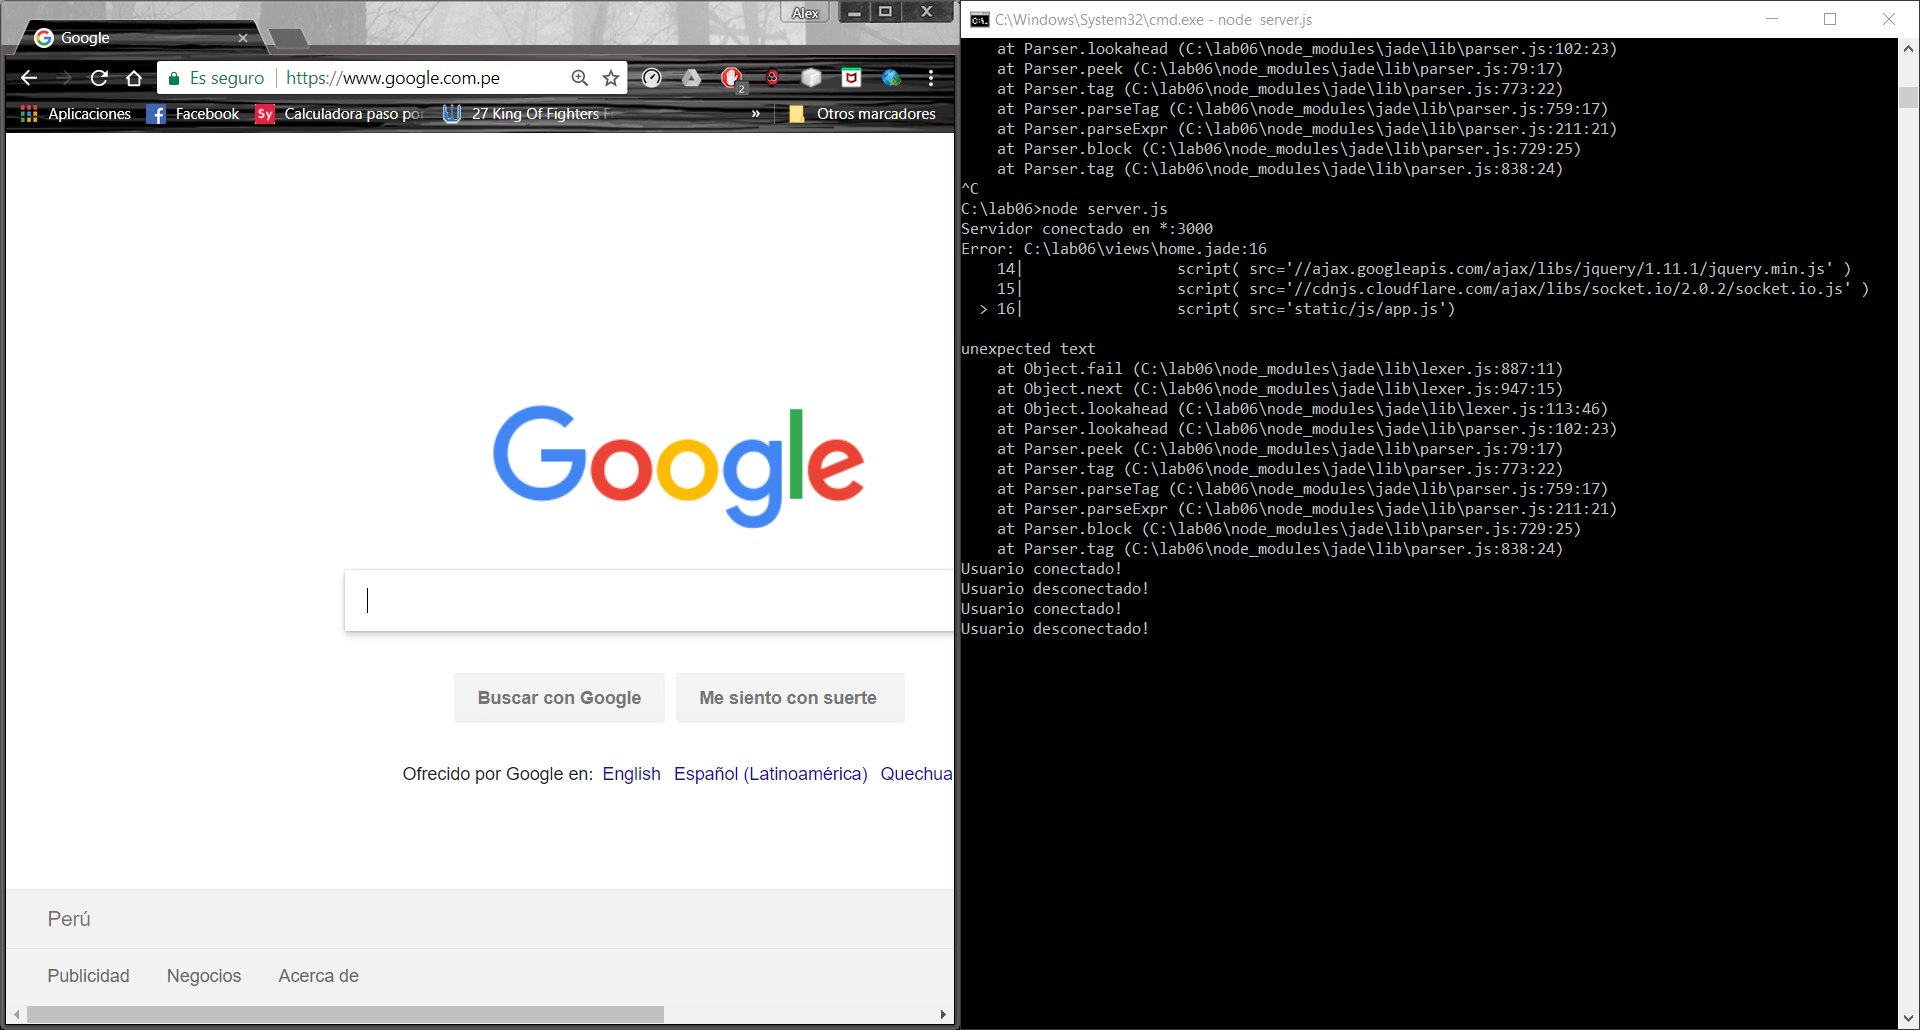 Alex
Google
Es seguro
https://www.google.com.pe
2
Aplicaciones
Facebook
Sy
Calculadora paso po
27 King Of Fighters F
»
Otros marcadores
Google
Buscar con Google
Me siento con suerte
Ofrecido por Google en: English Español (Latinoamérica) Quechua
Perú
Publicidad Negocios Acerca de
C:\Windows\System32\cmd.exe - node  server.js
    at Parser.lookahead (C:\lab06\node_modules\jade\lib\parser.js:102:23)
    at Parser.peek (C:\lab06\node_modules\jade\lib\parser.js:79:17)
    at Parser.tag (C:\lab06\node_modules\jade\lib\parser.js:773:22)
    at Parser.parseTag (C:\lab06\node_modules\jade\lib\parser.js:759:17)
    at Parser.parseExpr (C:\lab06\node_modules\jade\lib\parser.js:211:21)
    at Parser.block (C:\lab06\node_modules\jade\lib\parser.js:729:25)
    at Parser.tag (C:\lab06\node_modules\jade\lib\parser.js:838:24)
^C
C:\lab06>node server.js
Servidor conectado en *:3000
Error: C:\lab06\views\home.jade:16
    14|                 script( src='//ajax.googleapis.com/ajax/libs/jquery/1.11.1/jquery.min.js' )
    15|                 script( src='//cdnjs.cloudflare.com/ajax/libs/socket.io/2.0.2/socket.io.js' )
  > 16|                 script( src='static/js/app.js')
unexpected text
    at Object.fail (C:\lab06\node_modules\jade\lib\lexer.js:887:11)
    at Object.next (C:\lab06\node_modules\jade\lib\lexer.js:947:15)
    at Object.lookahead (C:\lab06\node_modules\jade\lib\lexer.js:113:46)
    at Parser.lookahead (C:\lab06\node_modules\jade\lib\parser.js:102:23)
    at Parser.peek (C:\lab06\node_modules\jade\lib\parser.js:79:17)
    at Parser.tag (C:\lab06\node_modules\jade\lib\parser.js:773:22)
    at Parser.parseTag (C:\lab06\node_modules\jade\lib\parser.js:759:17)
    at Parser.parseExpr (C:\lab06\node_modules\jade\lib\parser.js:211:21)
    at Parser.block (C:\lab06\node_modules\jade\lib\parser.js:729:25)
    at Parser.tag (C:\lab06\node_modules\jade\lib\parser.js:838:24)
Usuario conectado!
Usuario desconectado!
Usuario conectado!
Usuario desconectado!